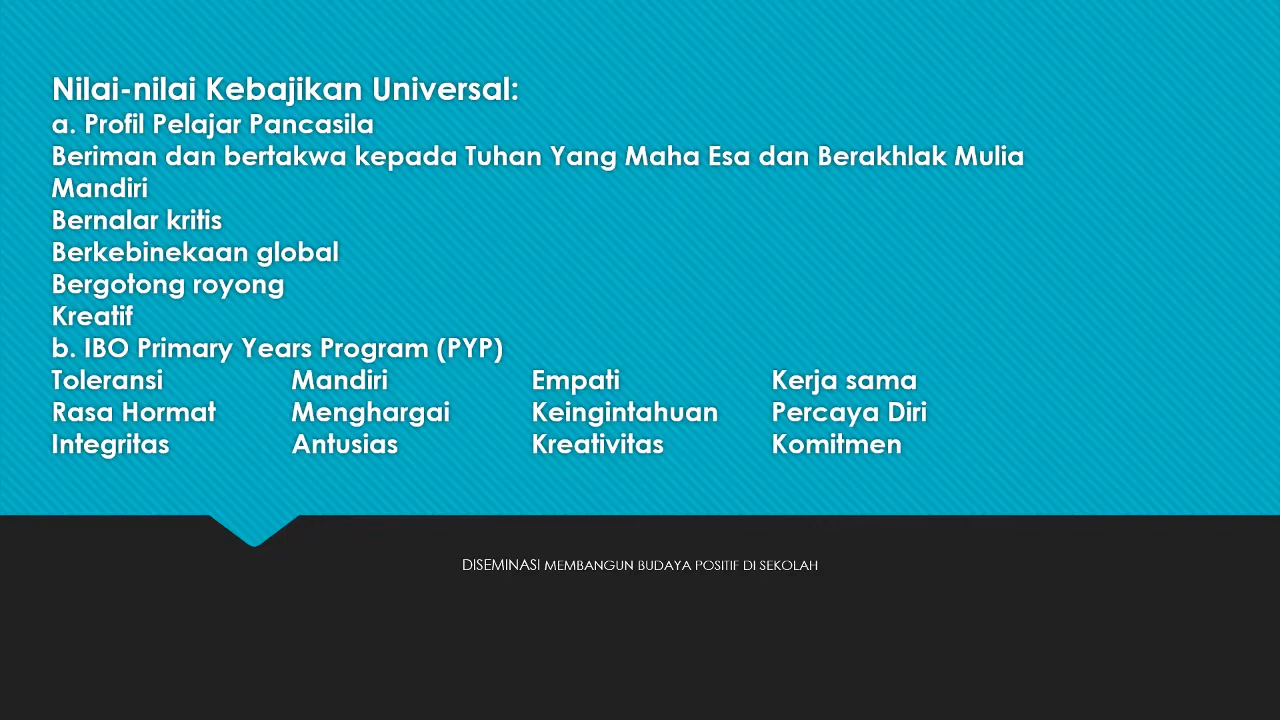 Nilai-nilai Kebajikan Universal:
a. Profil Pelajar Pancasila
Beriman dan bertakwa kepada Tuhan Yang Maha Esa dan Berakhlak Mulia
Mandiri
Bernalar kritis
Berkebinekaan global
Bergotong royong
Kreatif
b. IBO Primary Years Program (PYP)
Toleransi Mandiri Empati Kerja sama
Rasa Hormat Menghargai Keingintahuan Percaya Diri
Integritas Antusias Kreativitas Komitmen
DISEMINASI MEMBANGUN BUDAYA POSITIF DI SEKOLAH